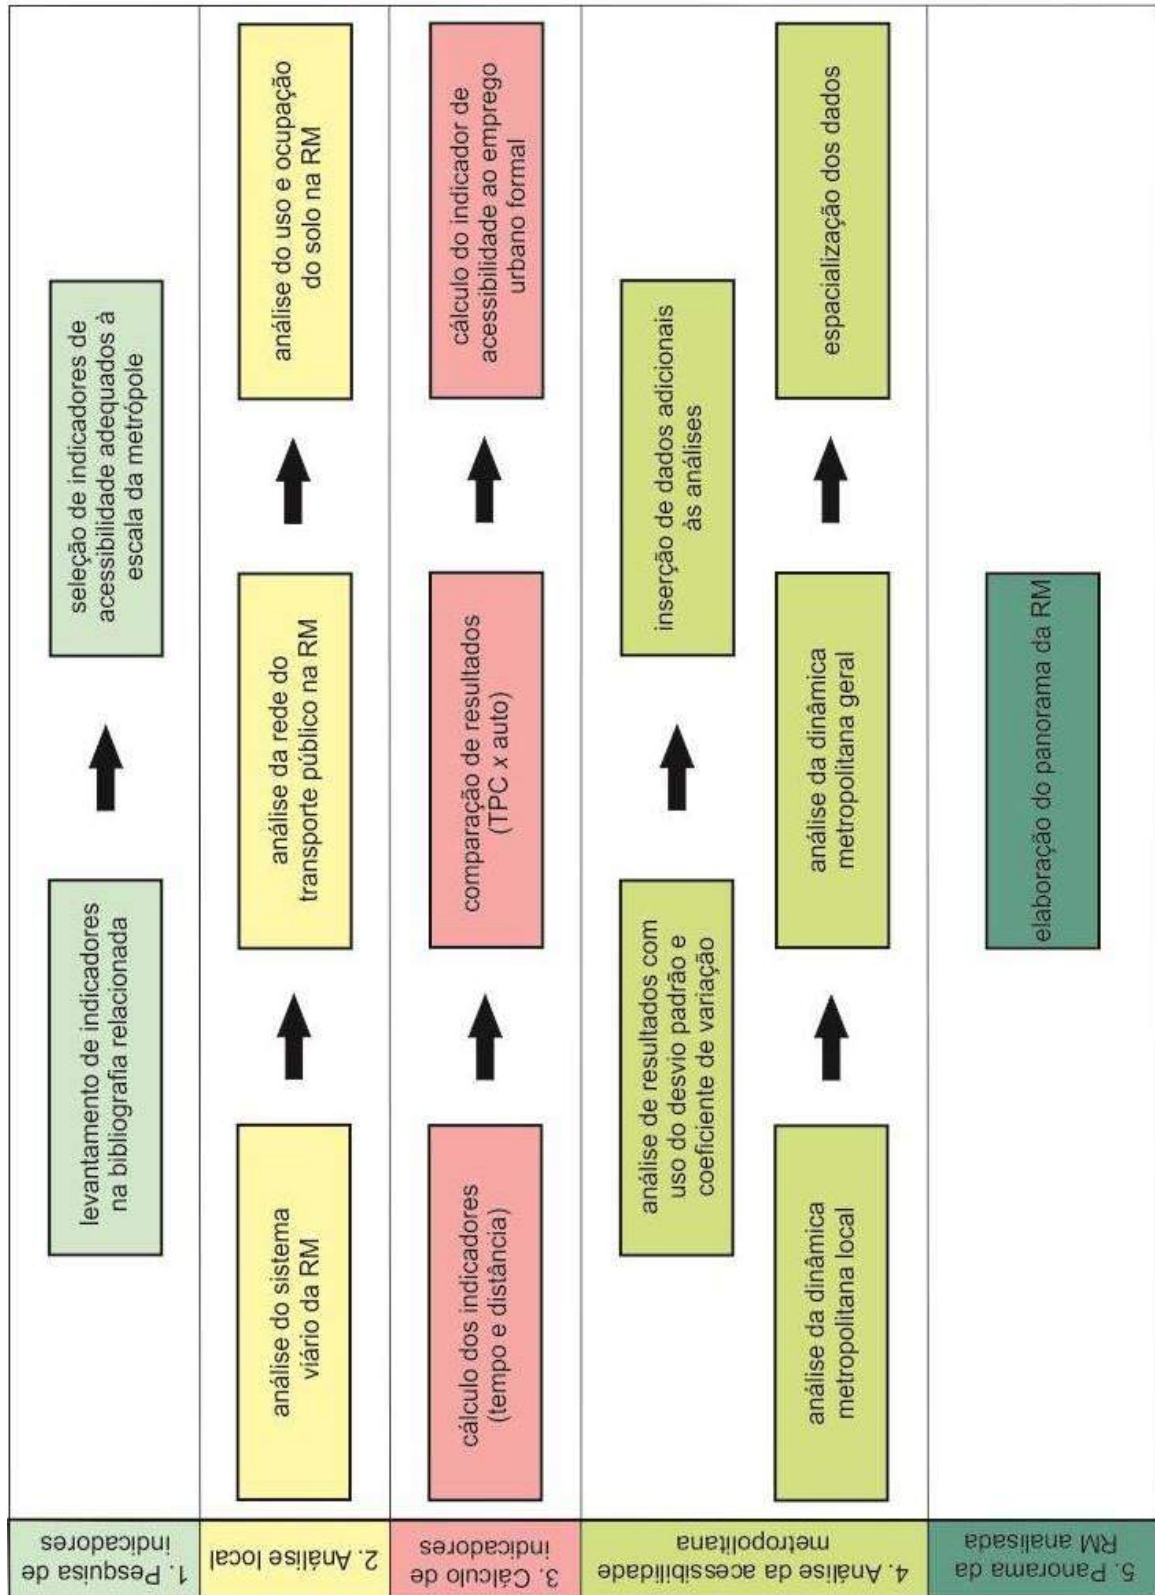 1. Pesquisa de
indicadores
levantamento de indicadores
na bibliografia relacionada
seleção de indicadores de
acessibilidade adequados à
escala da metrópole
2. Análise local
análise do sistema
viário da RM
análise da rede do
transporte público na RM
análise do uso e ocupação
do solo na RM
3. Cálculo de
indicadores
cálculo dos indicadores
(tempo e distância)
comparação de resultados
(TPC x auto)
cálculo do indicador de
acessibilidade ao emprego
urbano formal
4. Análise da acessibilidade
metropolitana
análise de resultados com
uso do desvio padrão e
coeficiente de variação
inserção de dados adicionais
às análises
análise da dinâmica
metropolitana local
análise da dinâmica
metropolitana geral
espacialização dos dados
5. Panorama da
RM analisada
elaboração do panorama da RM